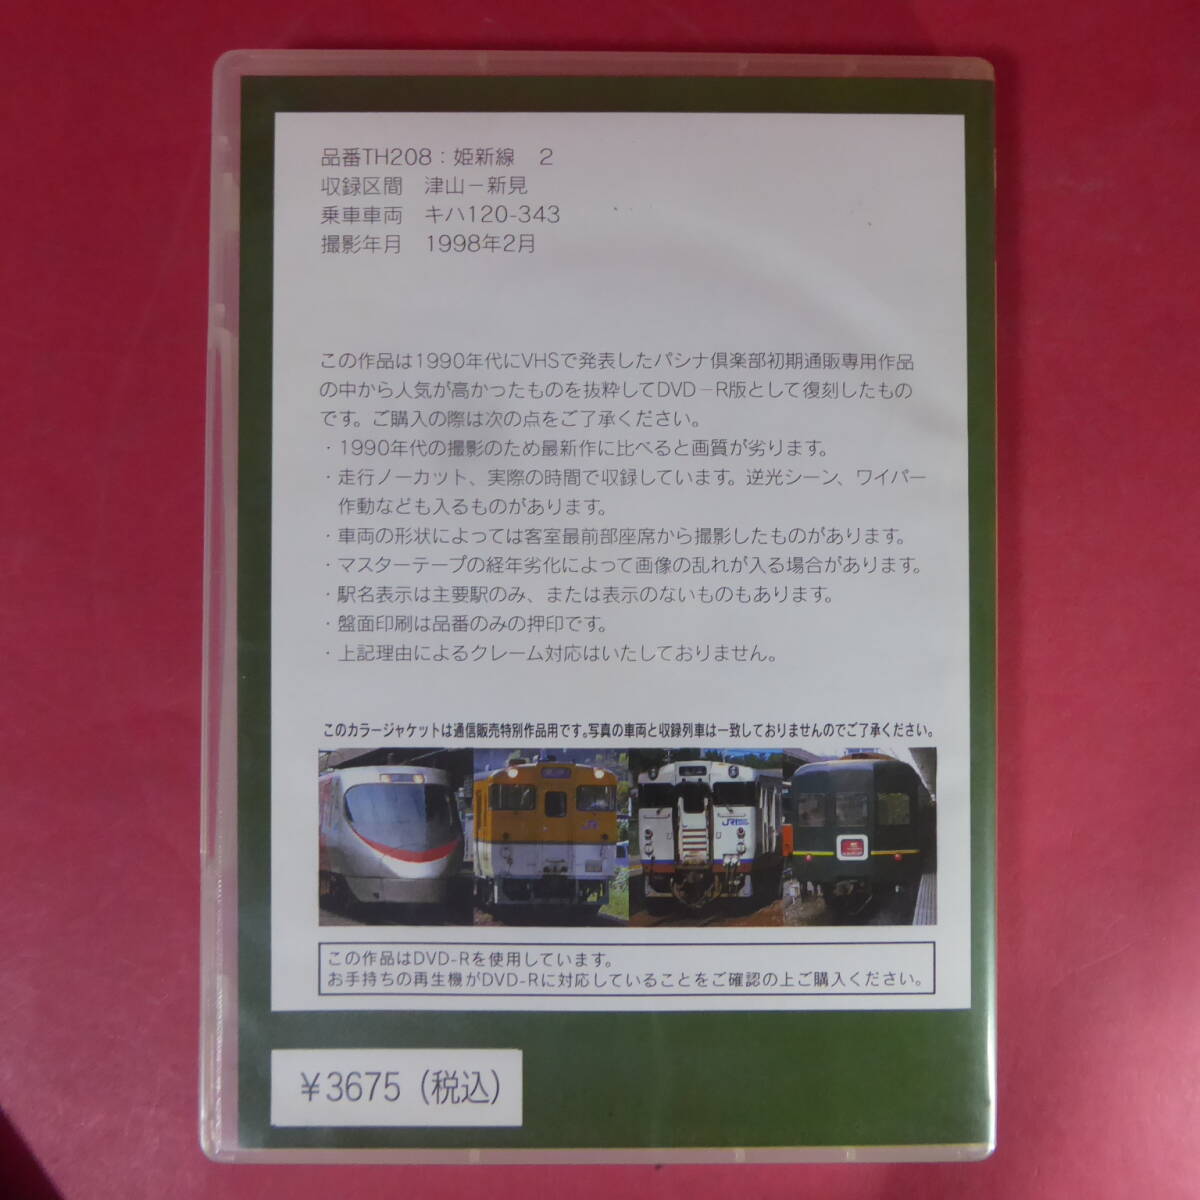 品番TH208：姫新線　2
収録区間　津山－新見
乗車車両　キハ120-343
撮影年月　1998年2月
この作品は1990年代にVHSで発表したパシナ倶楽部初期通販専用作品
の中から人気が高かったものを抜粋してDVD－R版として復刻したもの
です。ご購入の際は次の点をご了承ください。
・1990年代の撮影のため最新作に比べると画質が劣ります。
・走行ノーカット、実際の時間で収録しています。逆光シーン、ワイパー
作動なども入るものがあります。
・車両の形状によっては客室最前部座席から撮影したものがあります。
・マスターテープの経年劣化によって画像の乱れが入る場合があります。
・駅名表示は主要駅のみ、または表示のないものもあります。
・盤面印刷は品番のみの押印です。
・上記理由によるクレーム対応はいたしておりません。
このカラージャケットは通信販売特別作品用です。写真の車両と収録列車は一致しておりませんのでご了承ください。
JR
JR
この作品はDVD-Rを使用しています。
お手持ちの再生機がDVD-Rに対応していることをご確認の上ご購入ください。
￥3675（税込）